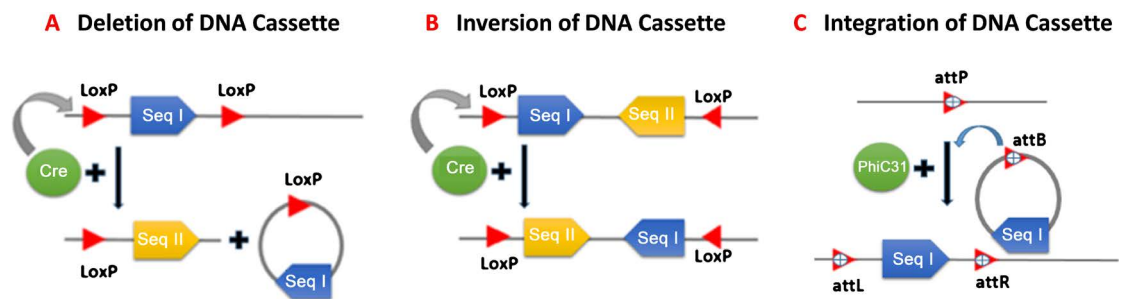 A Deletion of DNA Cassette
LoxP
LoxP
Seq I
Cre
LoxP
Seq II
LoxP
Seq I
B Inversion of DNA Cassette
LoxP
LoxP
Seq I
Seq II
Cre
Seq II
Seq I
LoxP
LoxP
C Integration of DNA Cassette
attP
attB
PhiC31
Seq I
Seq I
attL
attR